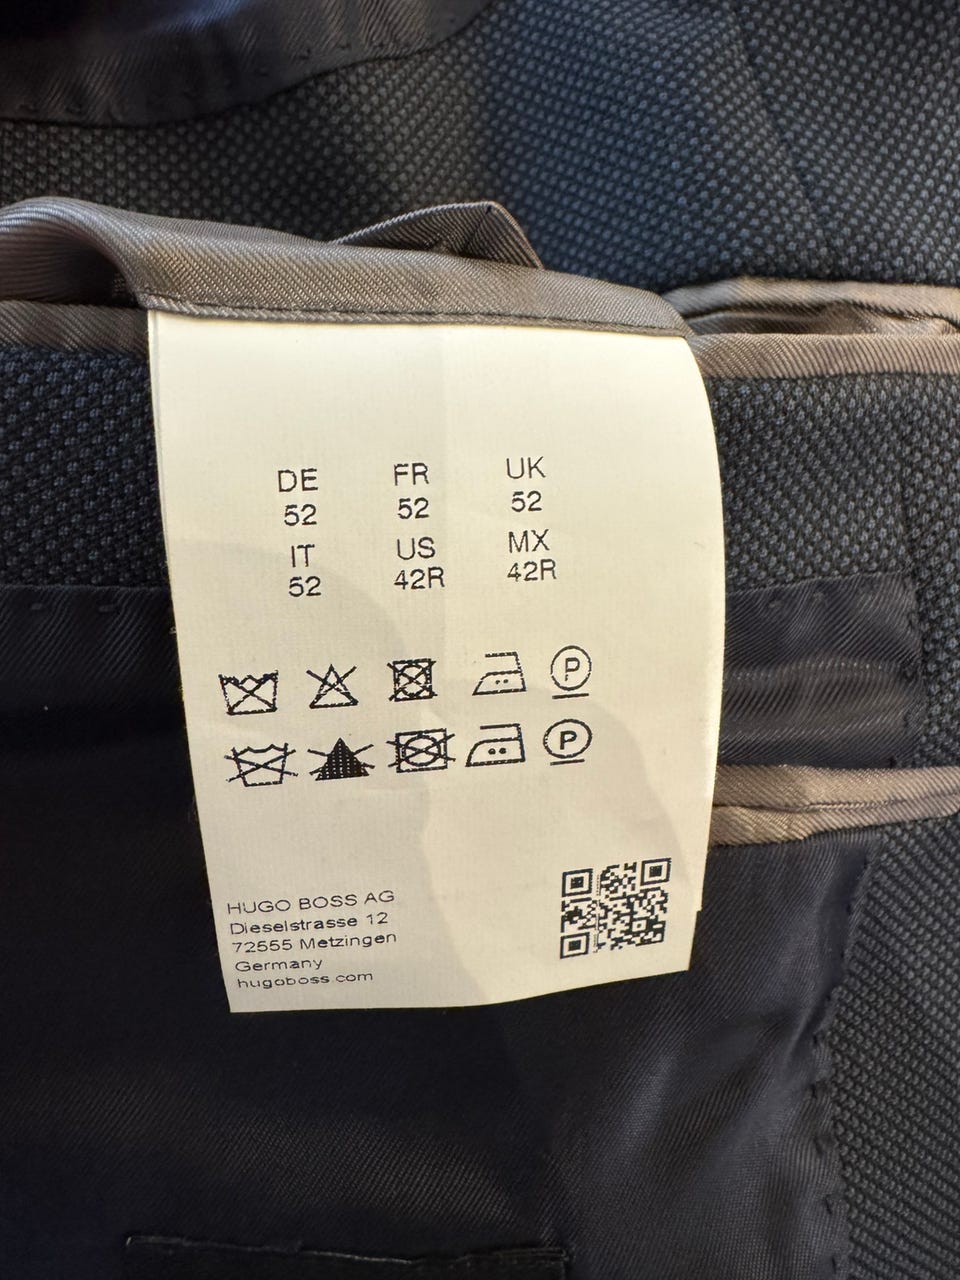 DE FR UK
52 52 52
IT US MX
52 42R 42R
P
P
HUGO BOSS AG
Dieselstrasse 12
72555 Metzingen
Germany
hugoboss.com